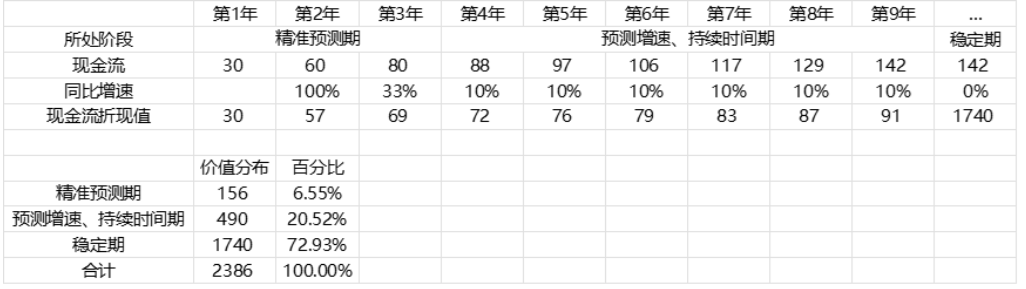 第1年 第2年 第3年 第4年 第5年 第6年 第7年 第8年 第9年 ...
所处阶段 精准预测期 预测增速、持续时间期 稳定期
现金流 30 60 80 88 97 106 117 129 142 142
同比增速 100% 33% 10% 10% 10% 10% 10% 10% 0%
现金流折现值 30 57 69 72 76 79 83 87 91 1740
价值分布 百分比
精准预测期 156 6.55%
预测增速、持续时间期 490 20.52%
稳定期 1740 72.93%
合计 2386 100.00%